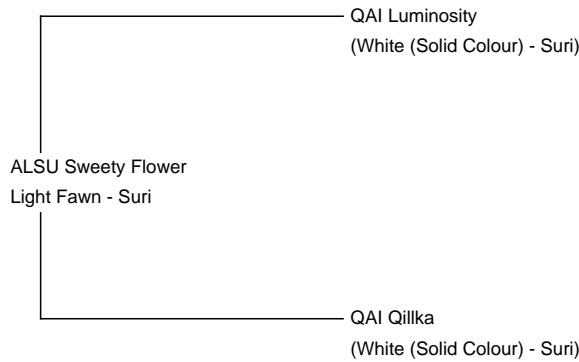 QAI Luminosity
(White (Solid Colour) - Suri)
ALSU Sweety Flower
Light Fawn - Suri
QAI Qillka
(White (Solid Colour) - Suri)